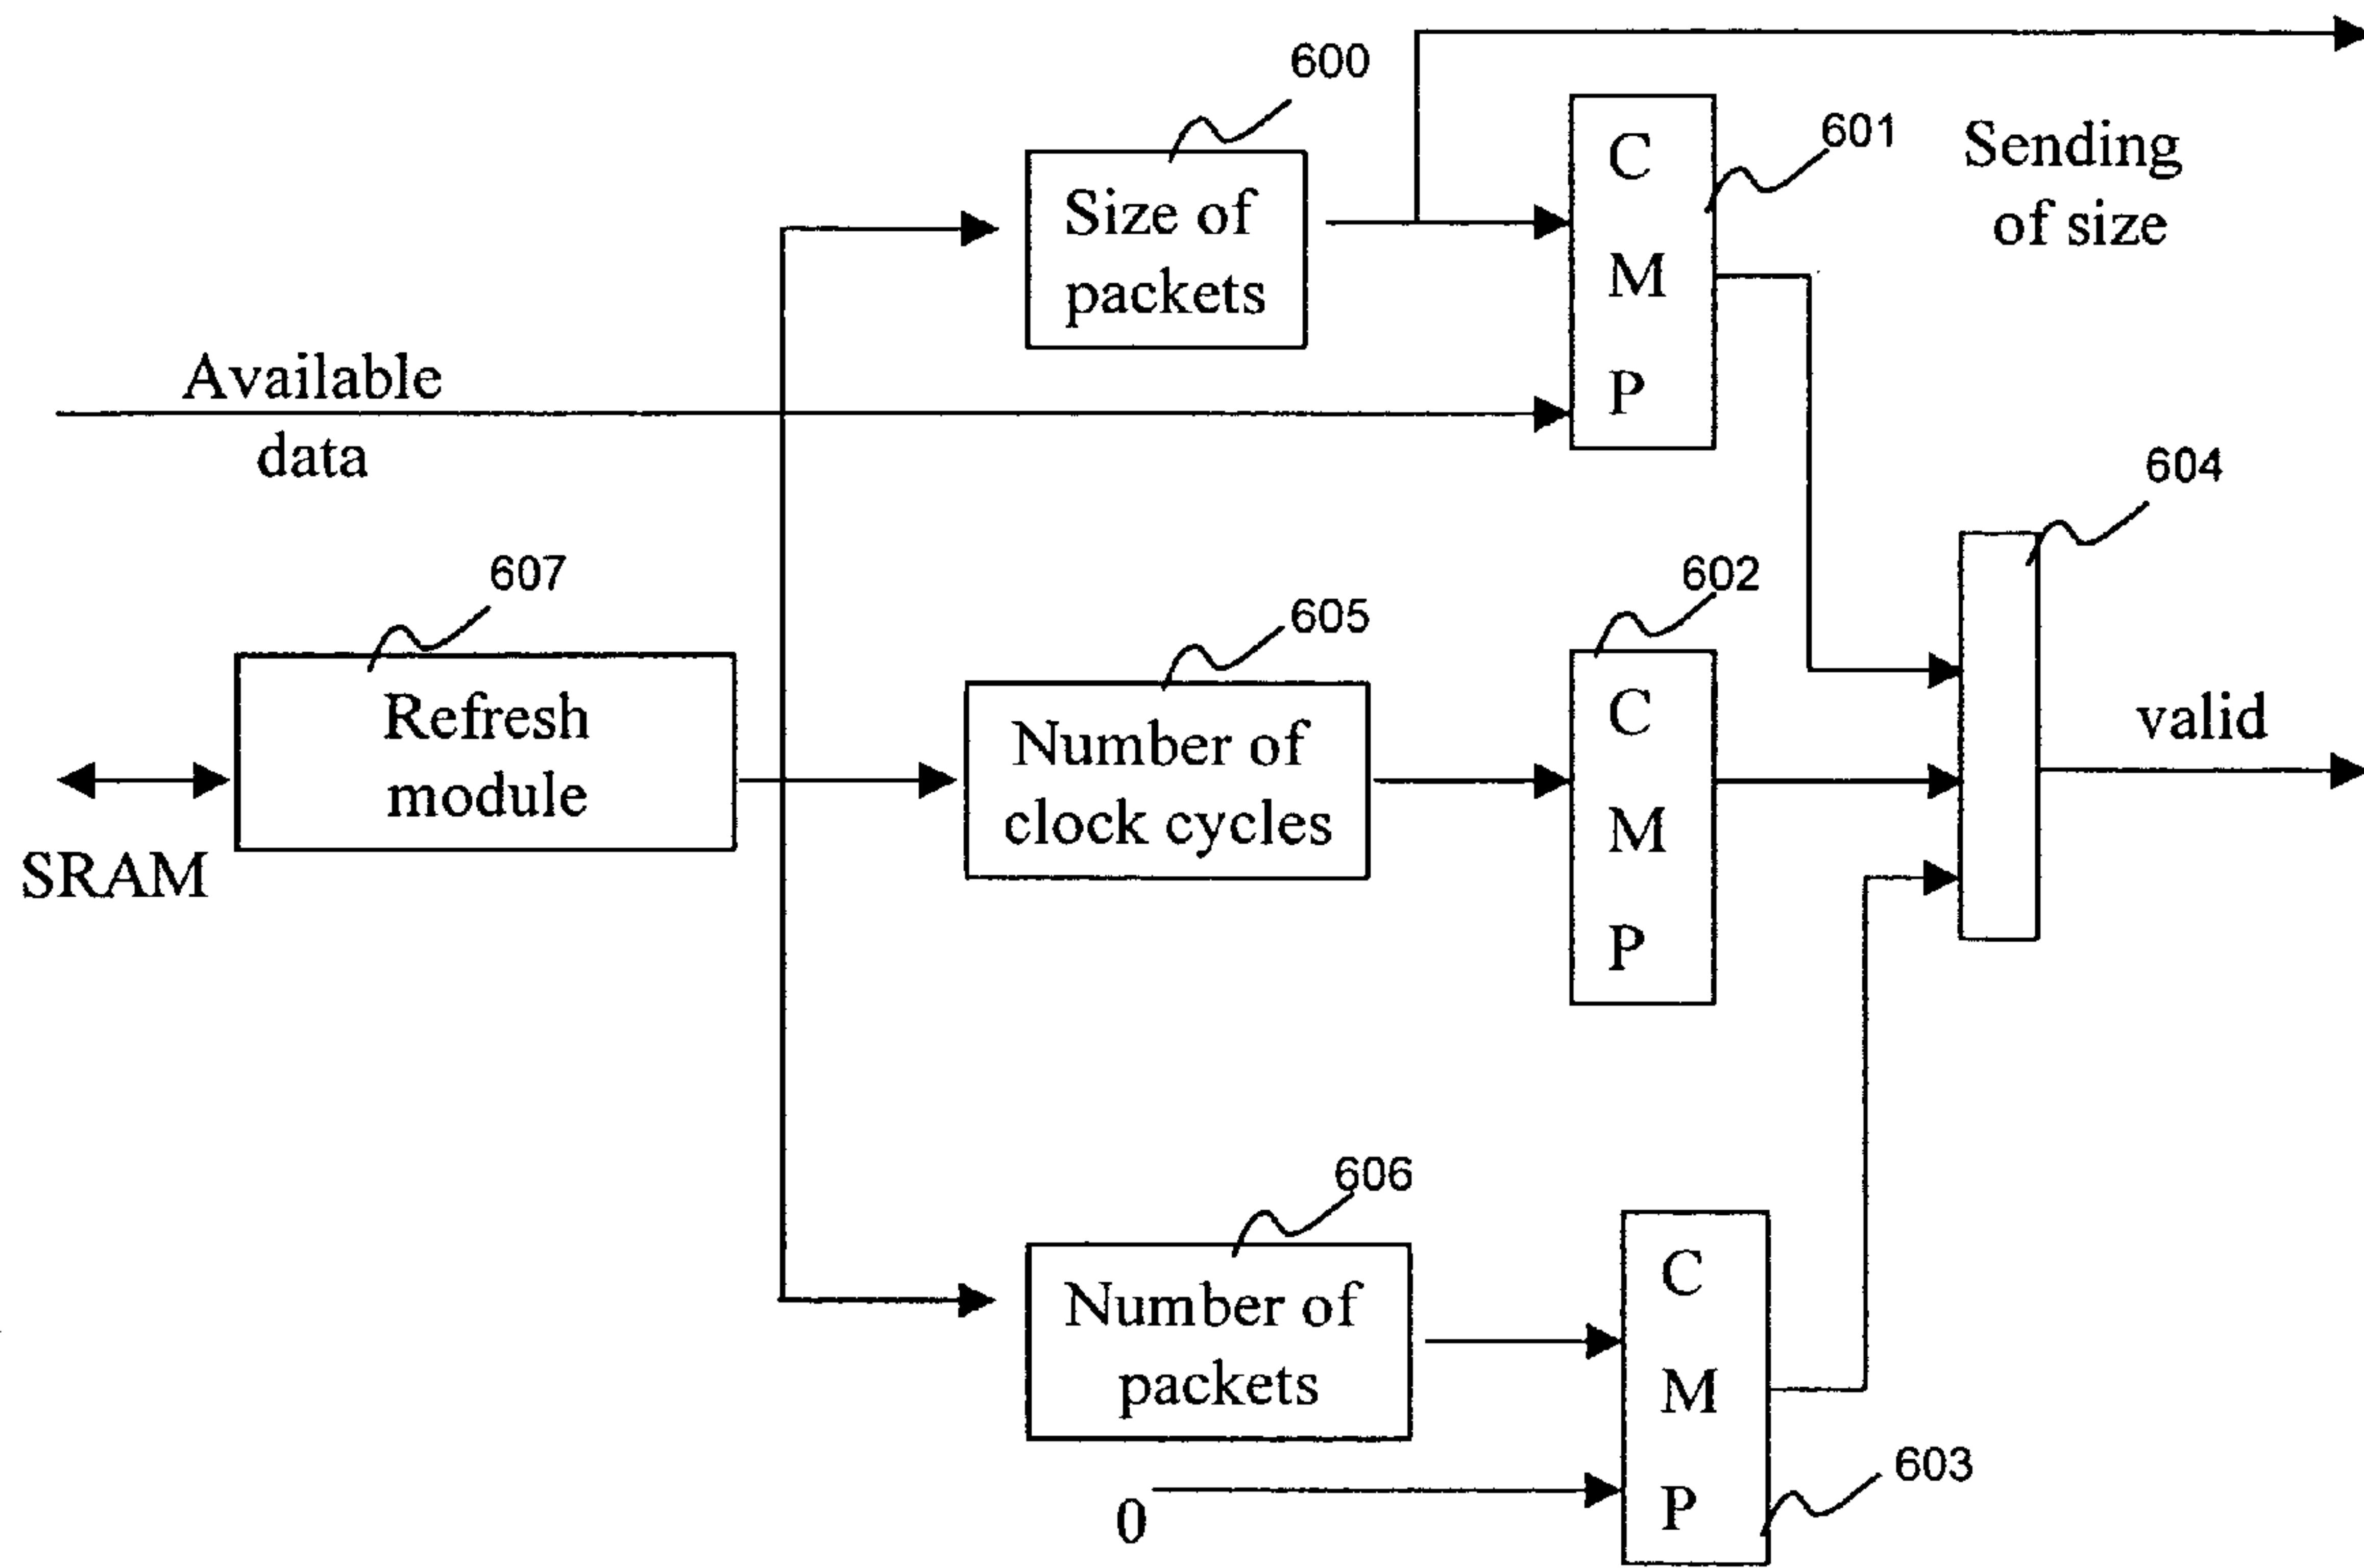 600
601
Sending
of size
C
M
P
Size of
packets
Available
data
604
607
605
602
Refresh
module
Number of
clock cycles
C
M
P
valid
SRAM
606
Number of
packets
C
M
P
603
0